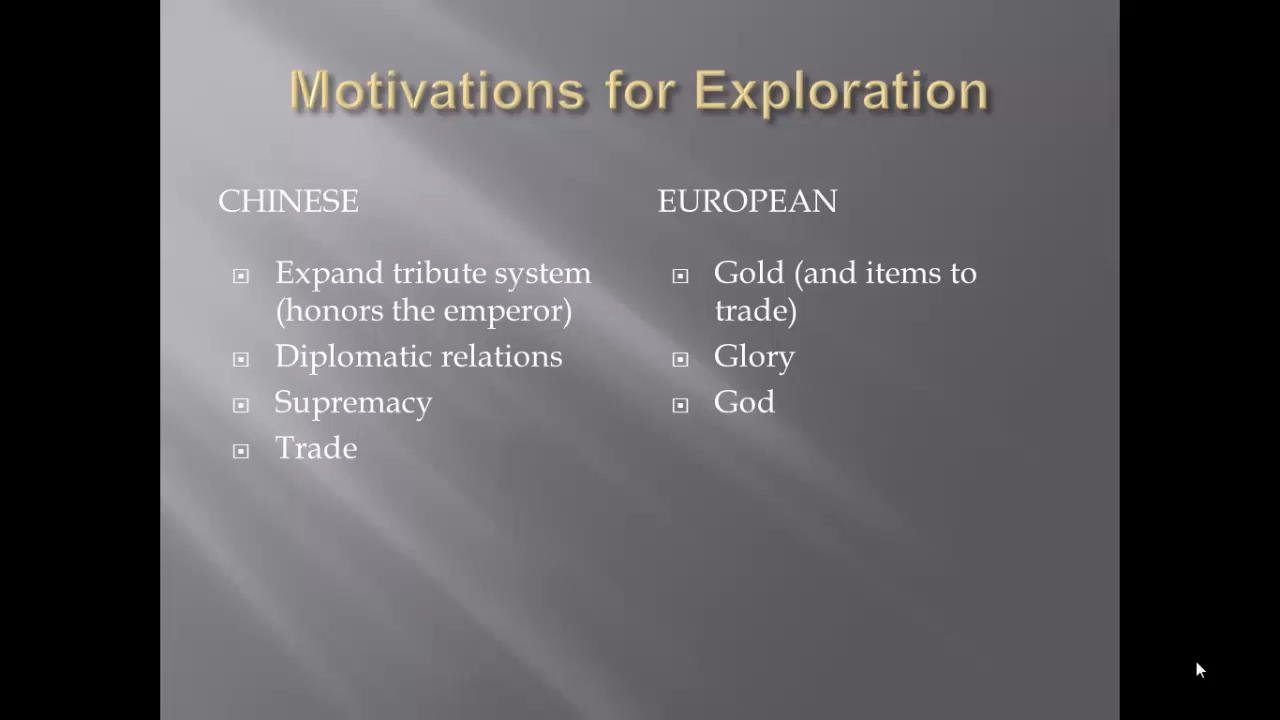 Motivations for Exploration
CHINESE
Expand tribute system
(honors the emperor)
Diplomatic relations
Supremacy
Trade
EUROPEAN
Gold (and items to
trade)
Glory
God